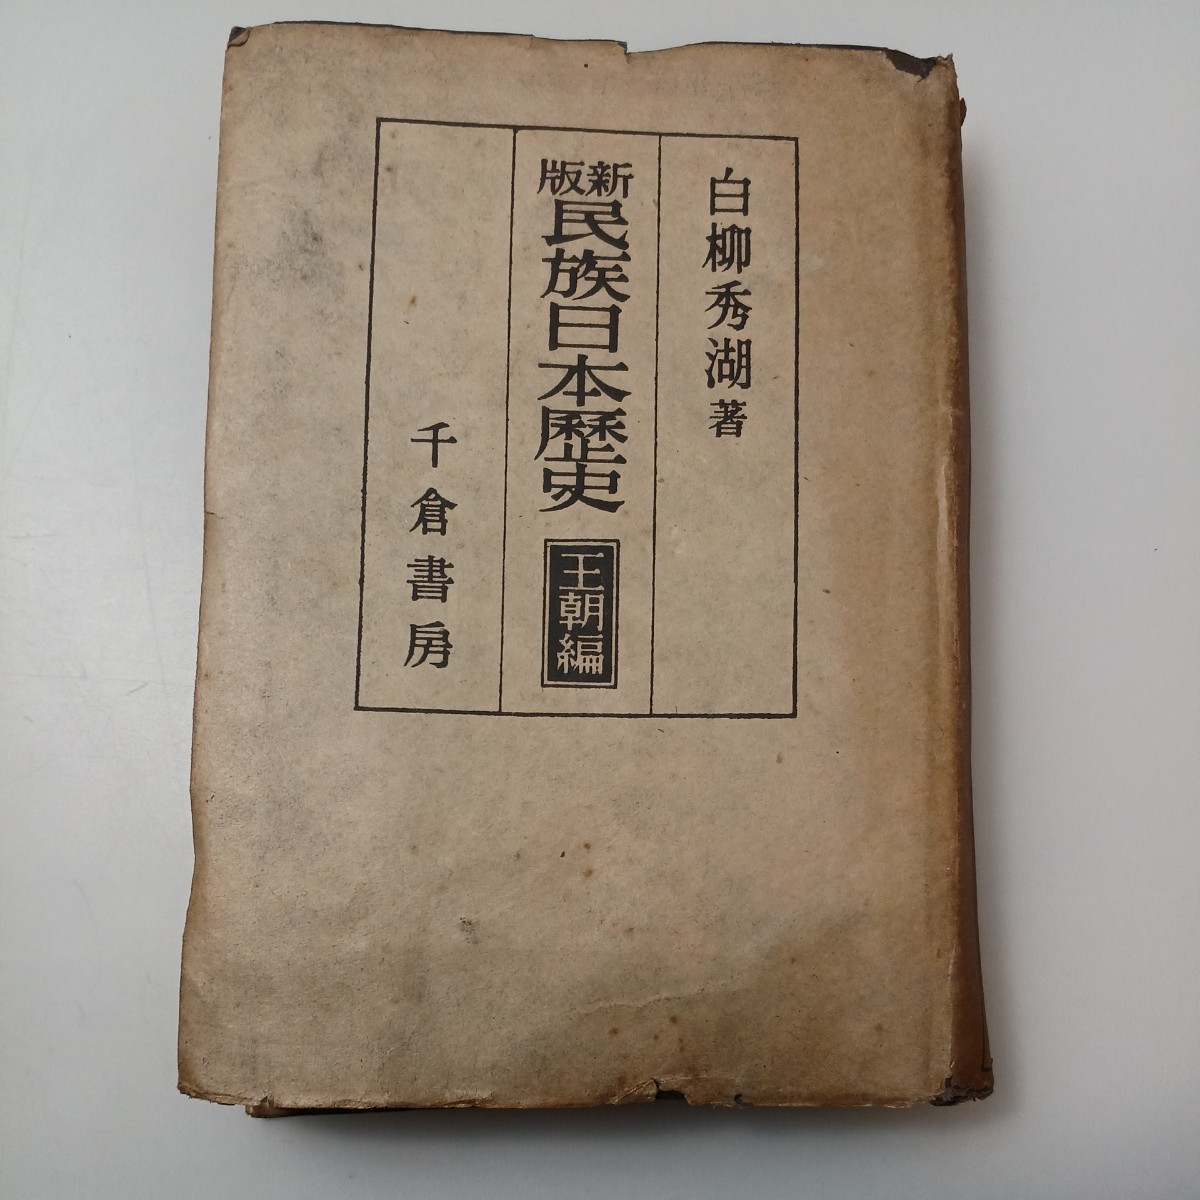 白柳秀湖著
新版
民族日本歴史
王朝編
千倉書房